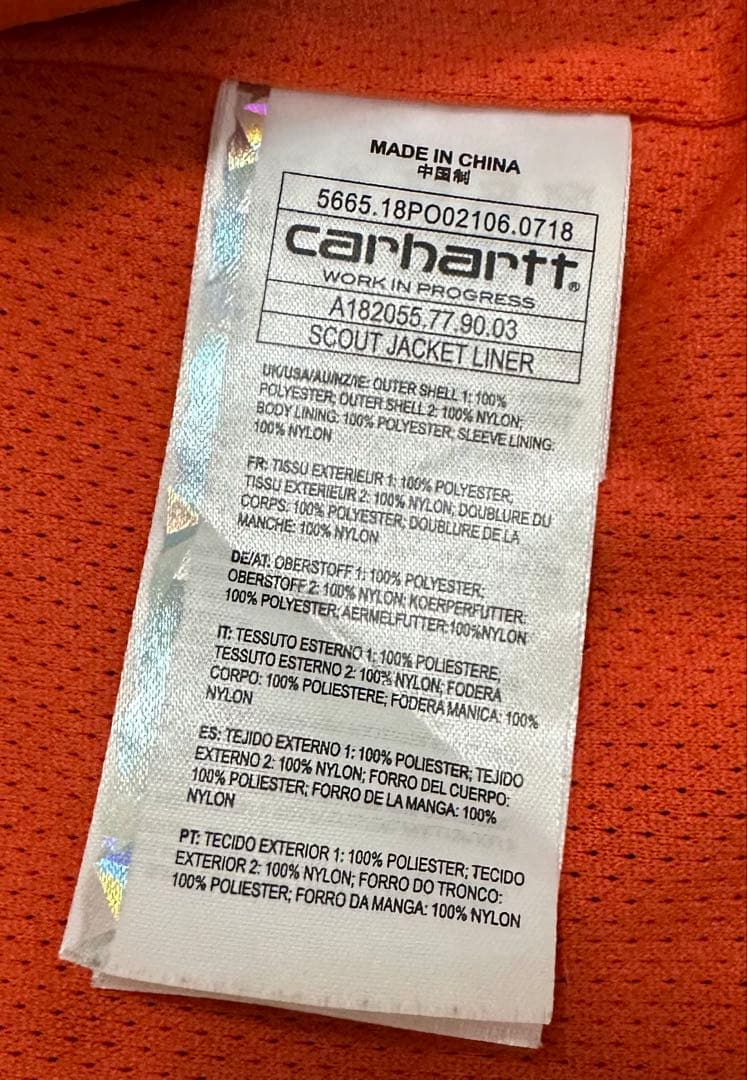 MADE IN CHINA
中国制
5665.18PO02106.0718
carhartt®
WORK IN PROGRESS
A182055.77.90.03
SCOUT JACKET LINER
UK/USA/AU/NZ/IE: OUTER SHELL 1: 100%
POLYESTER; OUTER SHELL 2: 100% NYLON;
BODY LINING: 100% POLYESTER; SLEEVE LINING:
100% NYLON
FR: TISSU EXTERIEUR 1: 100% POLYESTER;
TISSU EXTERIEUR 2: 100% NYLON; DOUBLURE DU
CORPS: 100% POLYESTER; DOUBLURE DE LA
MANCHE: 100% NYLON
DE/AT: OBERSTOFF 1: 100% POLYESTER;
OBERSTOFF 2: 100% NYLON; KOERPERFUTTER:
100% POLYESTER; AERMELFUTTER:100%NYLON
IT: TESSUTO ESTERNO 1: 100% POLIESTERE;
TESSUTO ESTERNO 2: 100% NYLON; FODERA
CORPO: 100% POLIESTERE; FODERA MANICA: 100%
NYLON
ES: TEJIDO EXTERNO 1: 100% POLIESTER; TEJIDO
EXTERNO 2: 100% NYLON; FORRO DEL CUERPO:
100% POLIESTER; FORRO DE LA MANGA: 100%
NYLON
PT: TECIDO EXTERIOR 1: 100% POLIESTER; TECIDO
EXTERIOR 2: 100% NYLON; FORRO DO TRONCO:
100% POLIESTER; FORRO DA MANGA: 100% NYLON